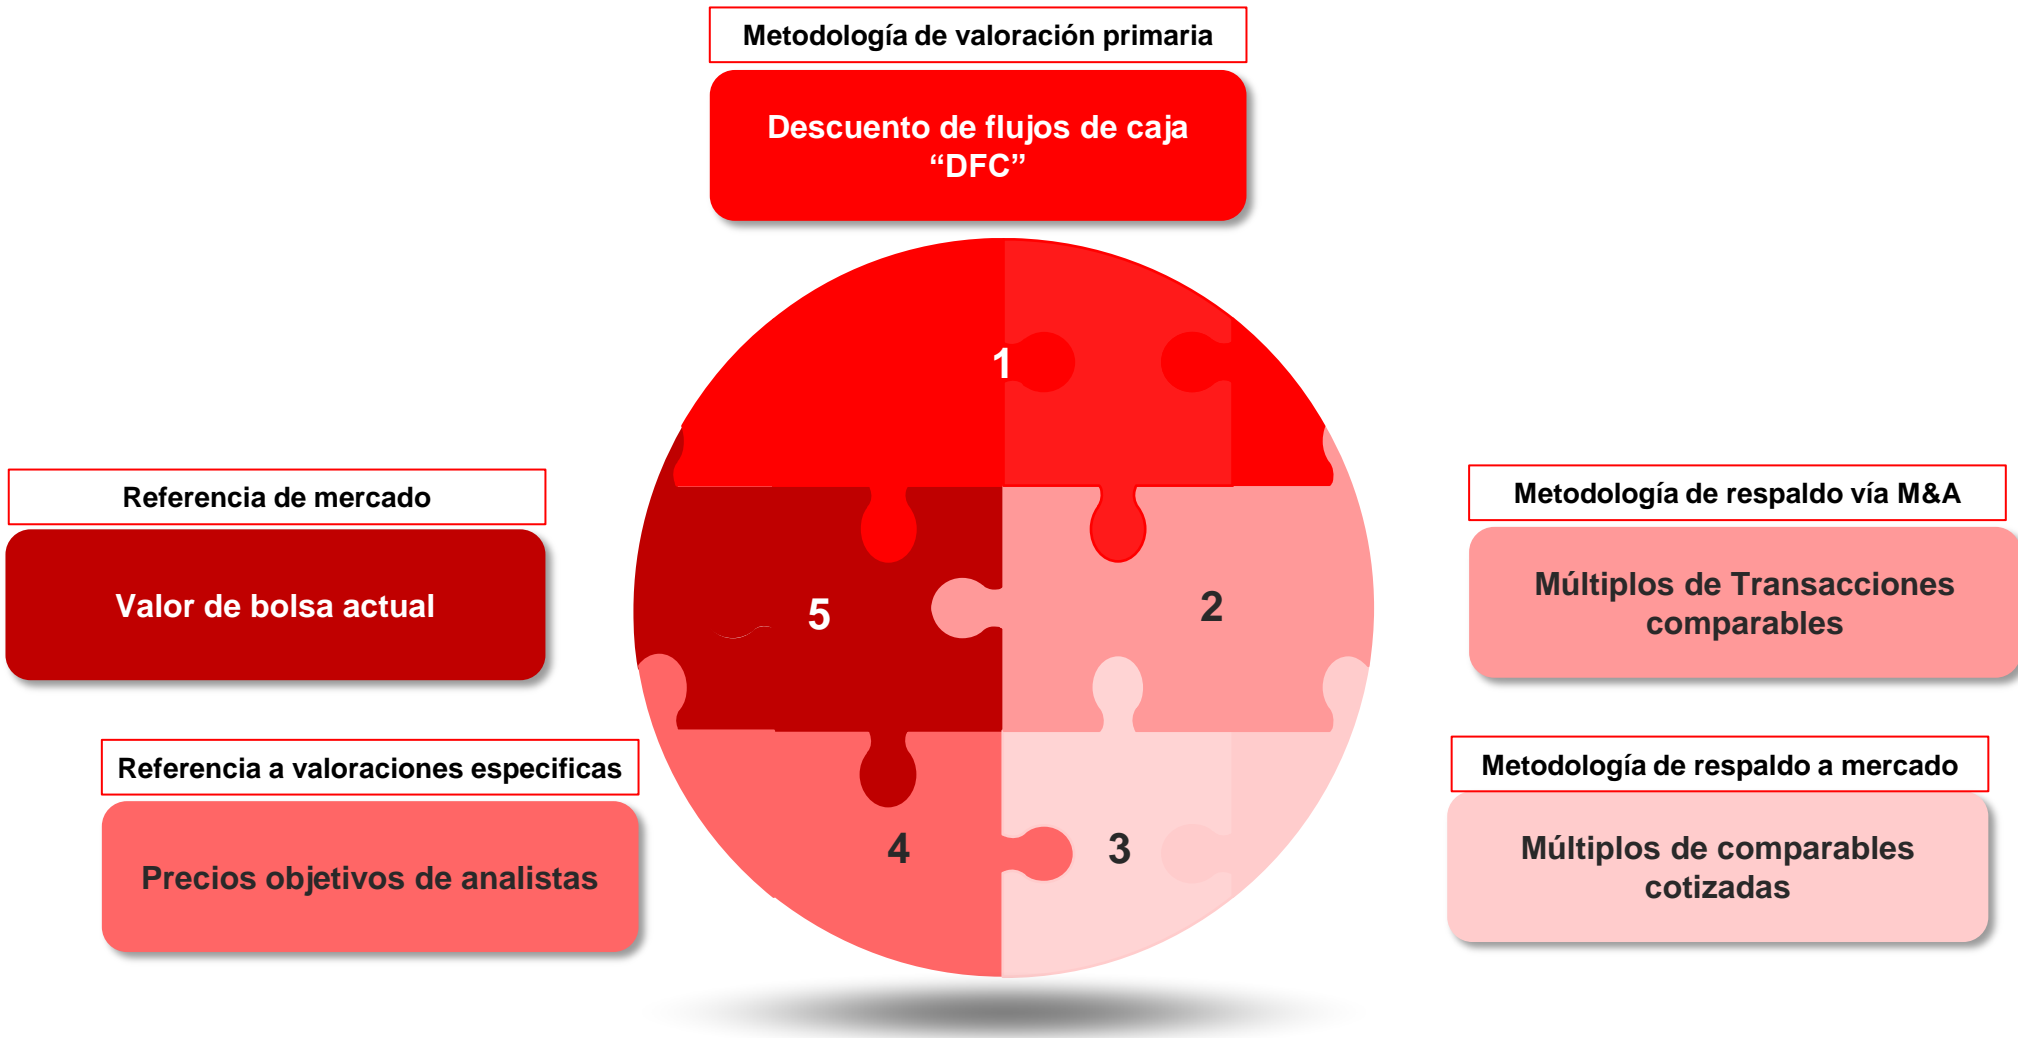 Metodología de valoración primaria
Descuento de flujos de caja
“DFC”
1
Referencia de mercado
Valor de bolsa actual
5
2
Metodología de respaldo vía M&A
Múltiplos de Transacciones
comparables
Referencia a valoraciones especificas
Precios objetivos de analistas
4
3
Metodología de respaldo a mercado
Múltiplos de comparables
cotizadas